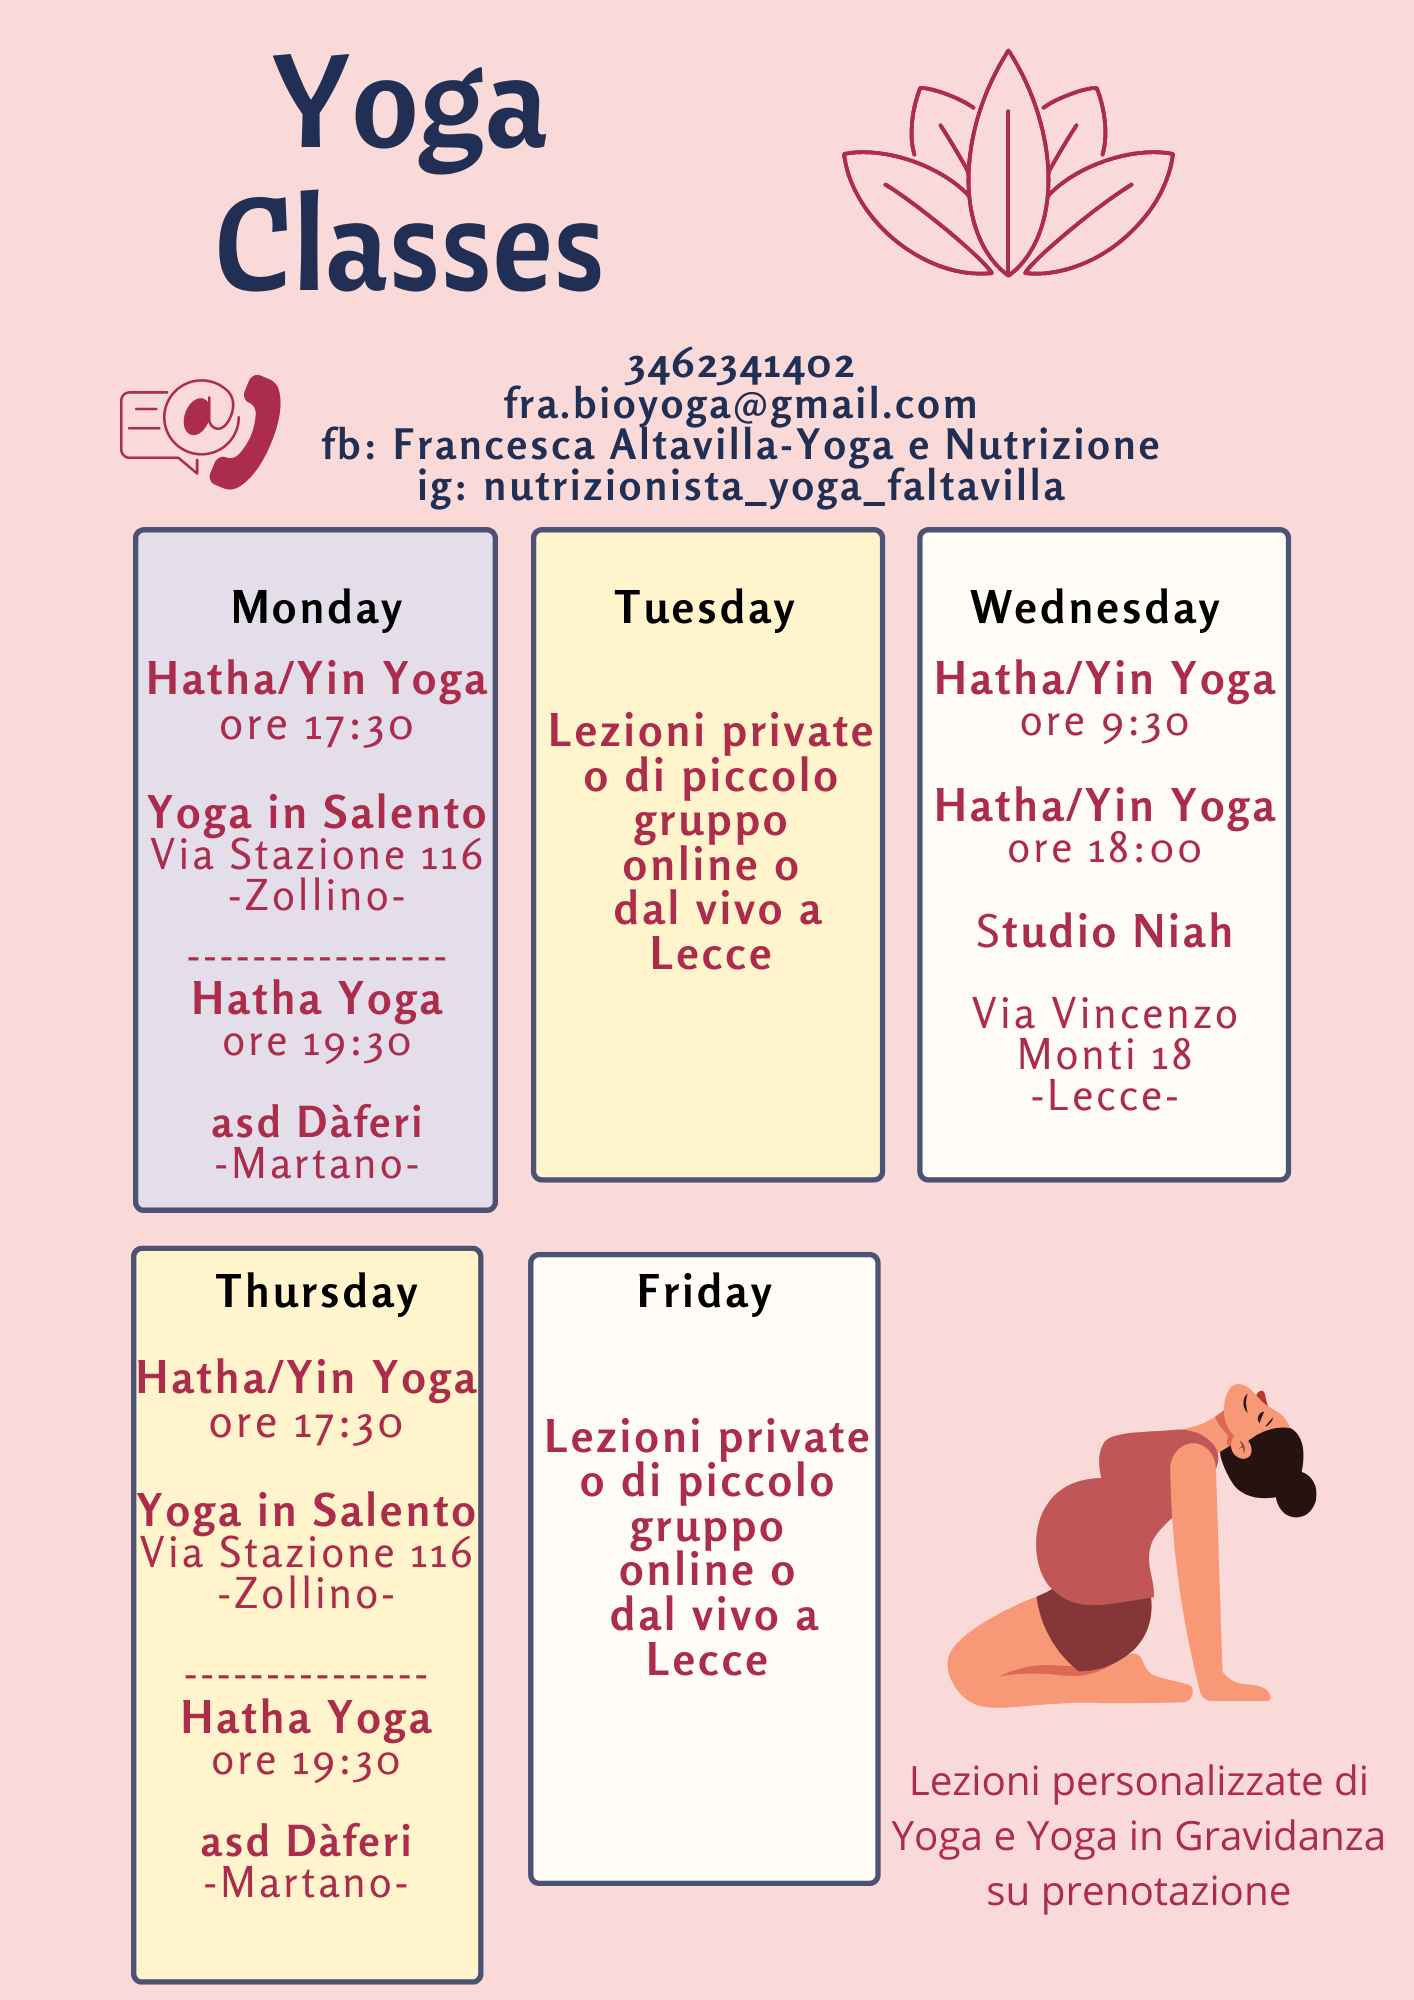 Yoga
Classes
3462341402
fra.bioyoga@gmail.com
fb: Francesca Altavilla-Yoga e Nutrizione
ig: nutrizionista_yoga_faltavilla
Monday
Hatha/Yin Yoga
ore 17:30
Yoga in Salento
Via Stazione 116
-Zollino-
----------------
Hatha Yoga
ore 19:30
asd Dàferi
-Martano-
Tuesday
Lezioni private
o di piccolo
gruppo
online o
dal vivo a
Lecce
Wednesday
Hatha/Yin Yoga
ore 9:30
Hatha/Yin Yoga
ore 18:00
Studio Niah
Via Vincenzo
Monti 18
-Lecce-
Thursday
Hatha/Yin Yoga
ore 17:30
Yoga in Salento
Via Stazione 116
-Zollino-
---------------
Hatha Yoga
ore 19:30
asd Dàferi
-Martano-
Friday
Lezioni private
o di piccolo
gruppo
online o
dal vivo a
Lecce
Lezioni personalizzate di
Yoga e Yoga in Gravidanza
su prenotazione